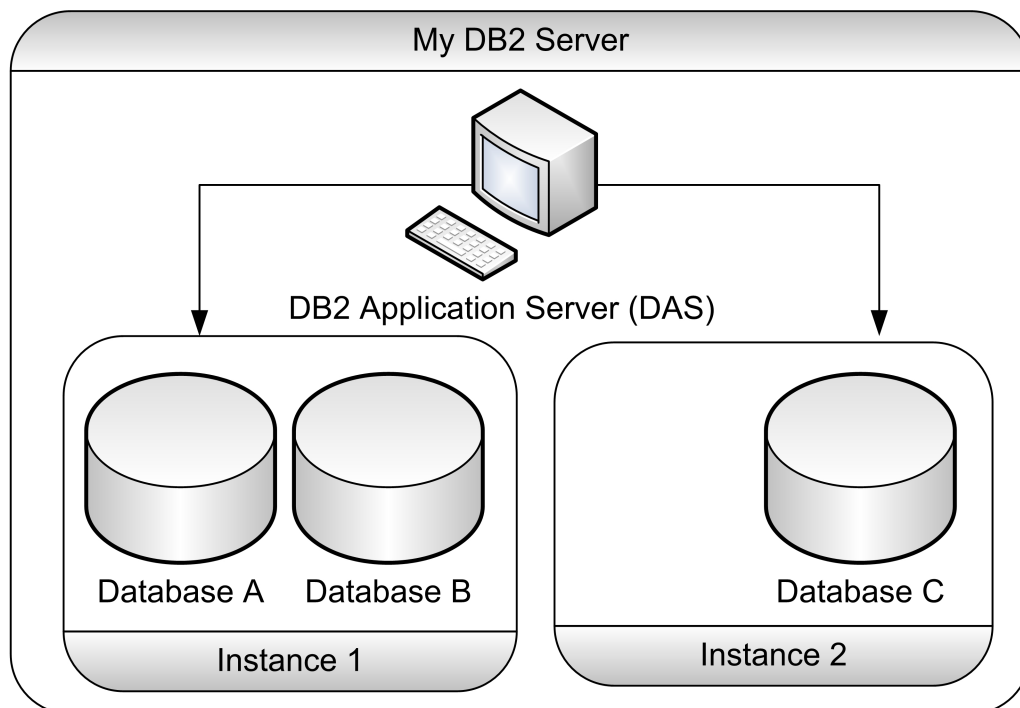 My DB2 Server
DB2 Application Server (DAS)
Database A
Database B
Database C
Instance 1
Instance 2